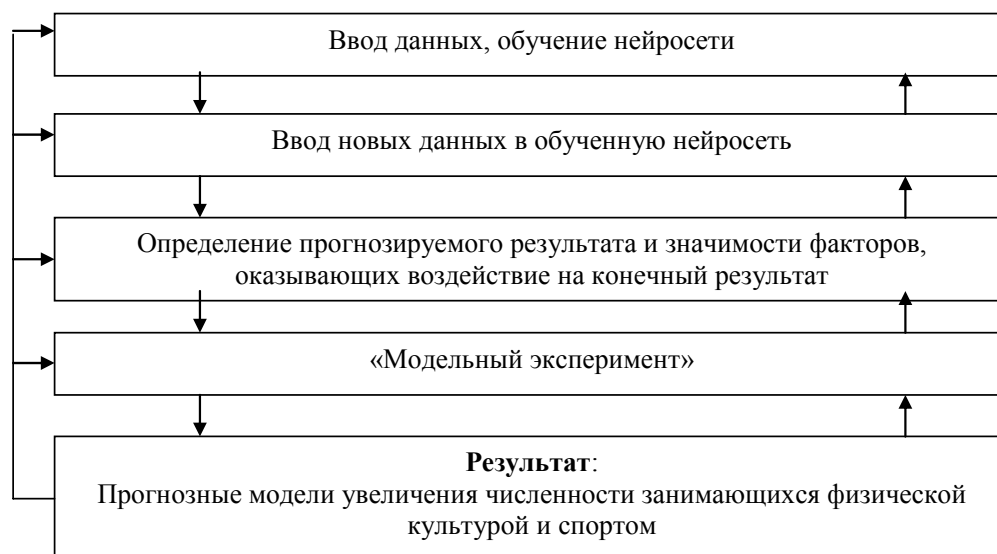 Ввод данных, обучение нейросети
Ввод новых данных в обученную нейросеть
Определение прогнозируемого результата и значимости факторов,
оказывающих воздействие на конечный результат
«Модельный эксперимент»
Результат:
Прогнозные модели увеличения численности занимающихся физической
культурой и спортом